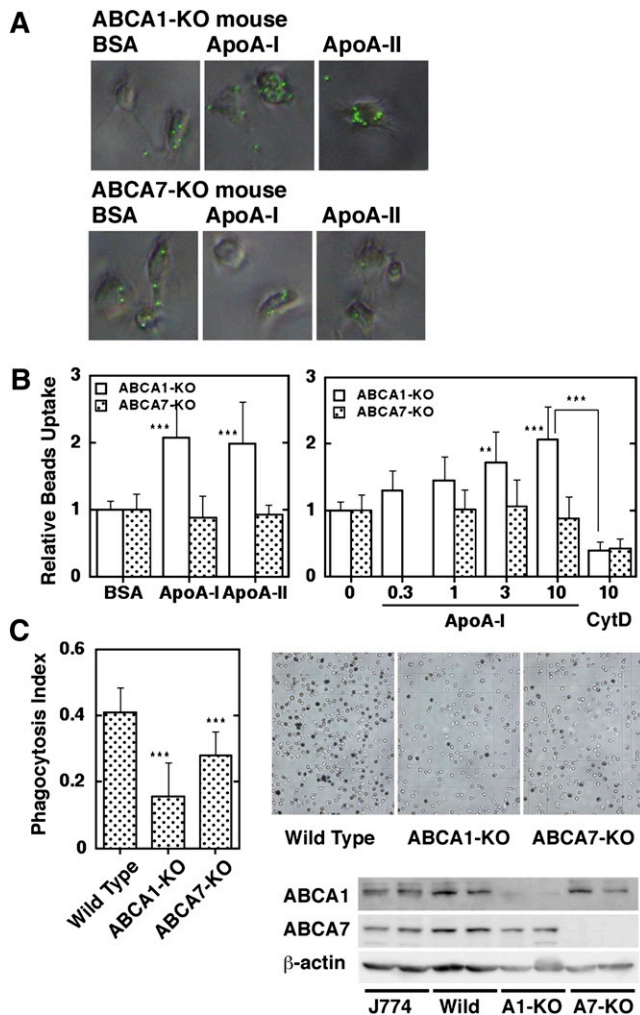 A
ABCA1-KO mouse
BSA ApoA-I ApoA-II
ABCA7-KO mouse
BSA ApoA-I ApoA-II
B
Relative Beads Uptake
3
2
1
0
ABCA1-KO
ABCA7-KO
***
***
BSA ApoA-I ApoA-II
3
2
1
0
ABCA1-KO
ABCA7-KO
**
***
***
0 0.3 1 3 10 10
ApoA-I CytD
C
Phagocytosis Index
0.6
0.4
0.2
0
***
***
Wild Type
ABCA1-KO
ABCA7-KO
Wild Type ABCA1-KO ABCA7-KO
ABCA1
ABCA7
β-actin
J774 Wild A1-KO A7-KO